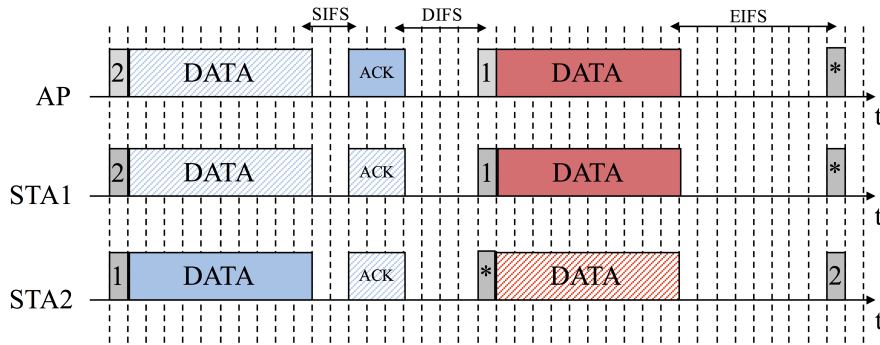 SIFS DIFS EIFS
2 DATA ACK 1 DATA *
AP
t
2 DATA ACK 1 DATA *
STA1
t
1 DATA ACK * DATA 2
STA2
t